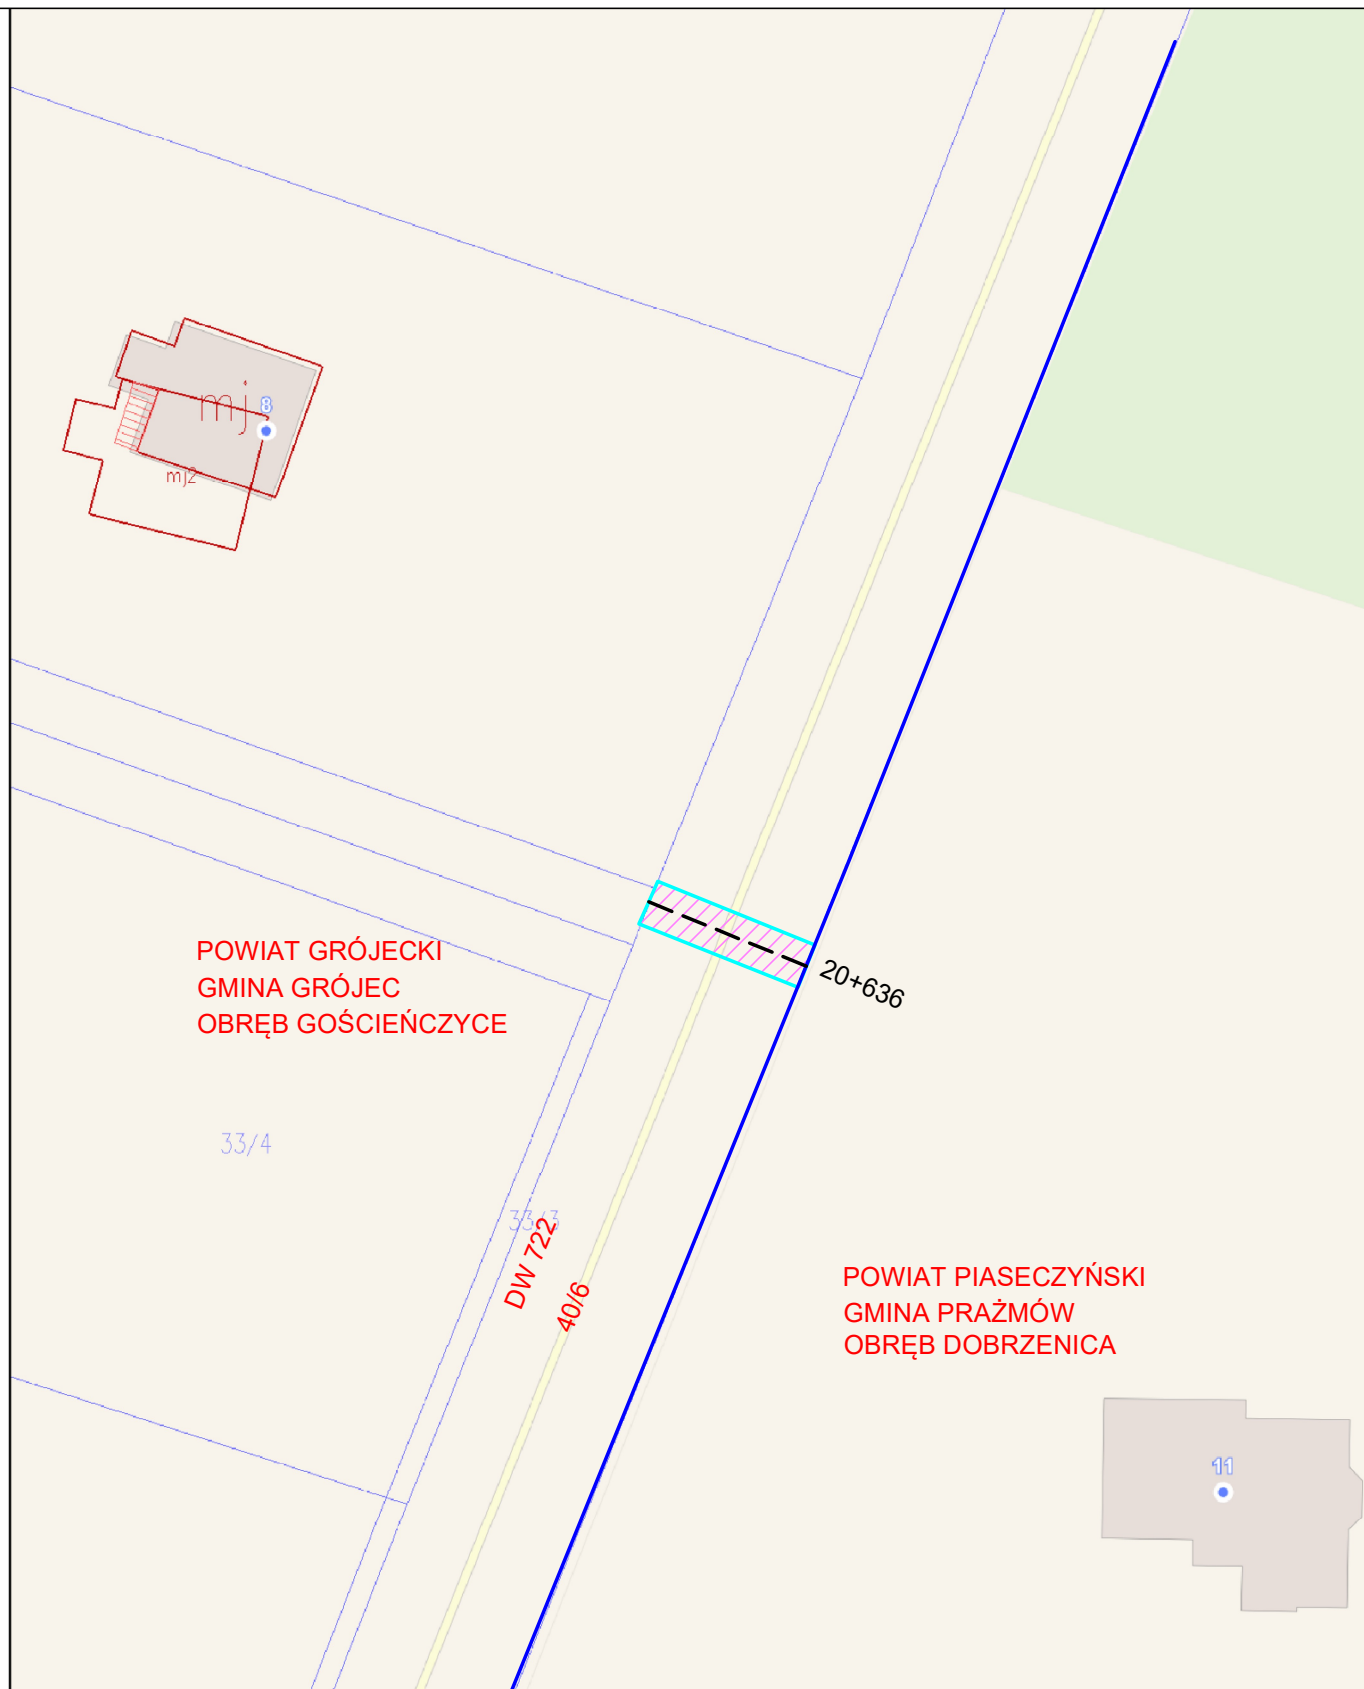 mj
8
mj2
20+636
POWIAT GRÓJECKI
GMINA GRÓJEC
OBRĘB GOŚCIEŃCZYCE
33/4
33/3
DW 722
40/6
POWIAT PIASECZYŃSKI
GMINA PRAŻMÓW
OBRĘB DOBRZENICA
11